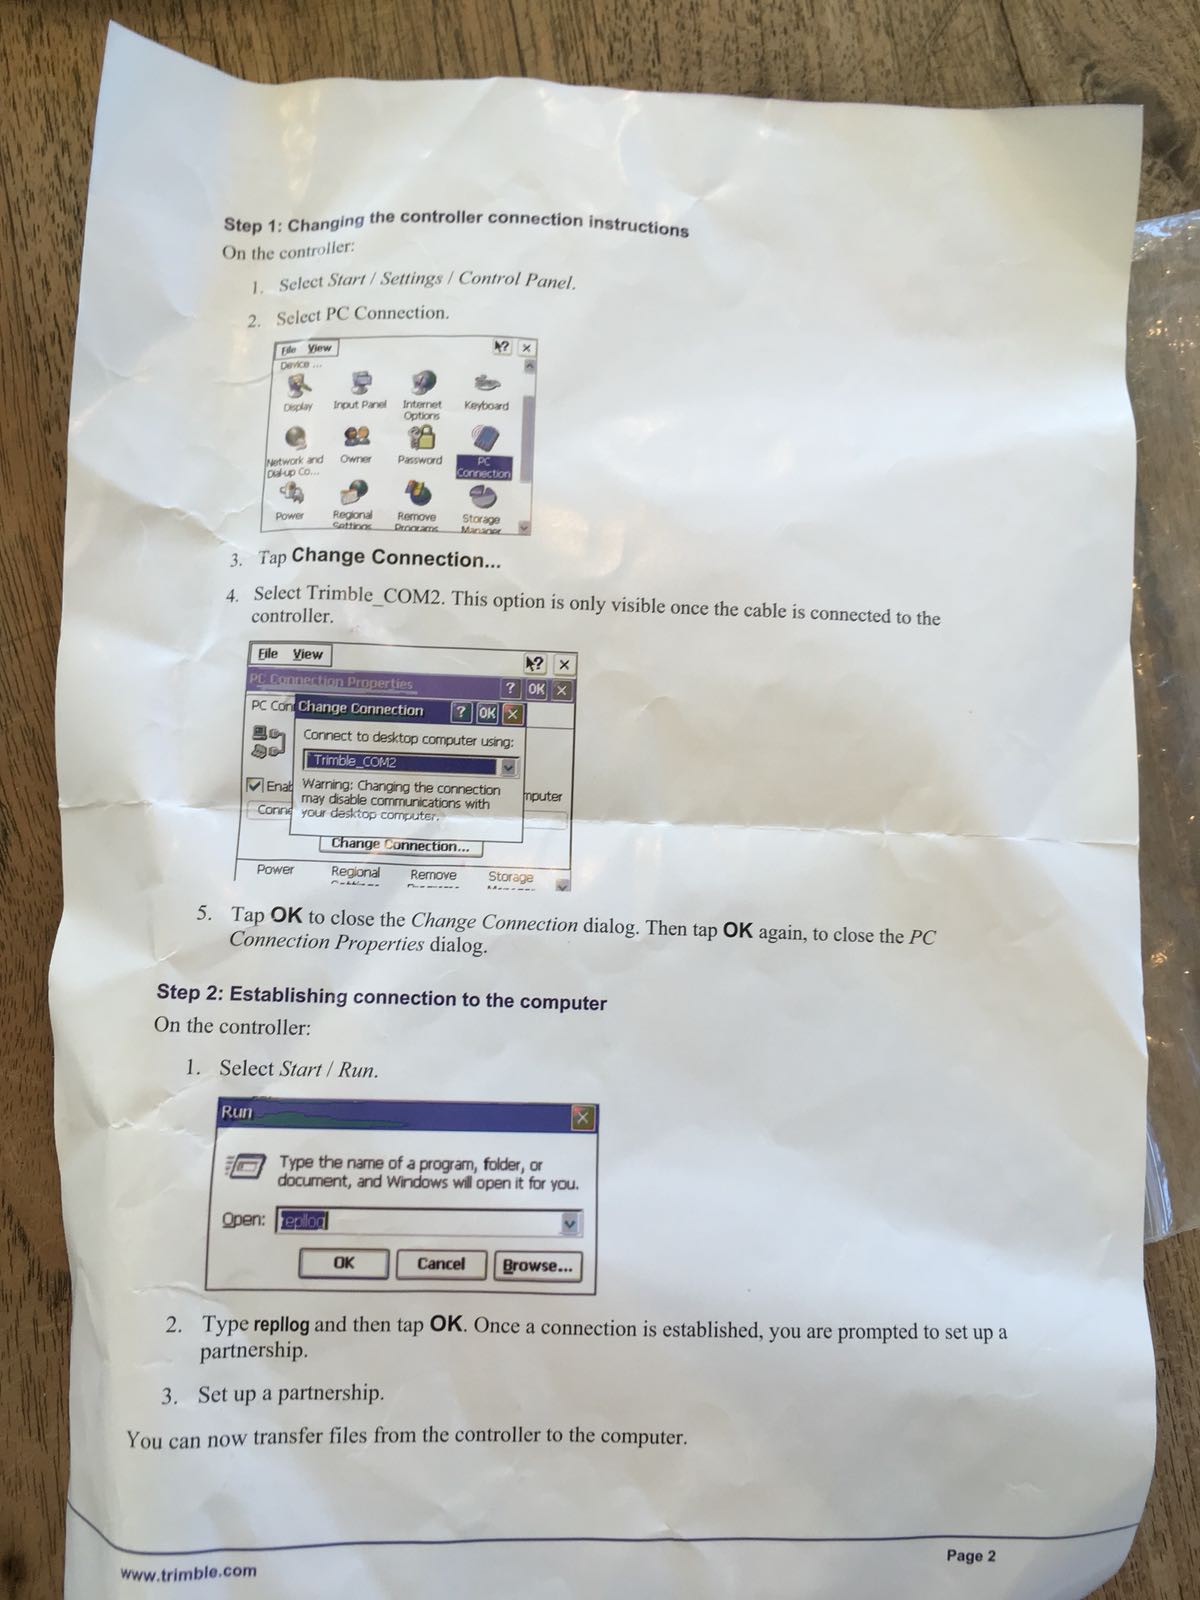 Step 1: Changing the controller connection instructions
On the controller:
1. Select Start / Settings / Control Panel.
2. Select PC Connection.
File View
Device ...
Display Input Panel Internet Options Keyboard
Network and Dial-up Co... Owner Password PC Connection
Power Regional Settings Remove Programs Storage Manager
3. Tap Change Connection...
4. Select Trimble_COM2. This option is only visible once the cable is connected to the
controller.
File View
PC Connection Properties ? OK
PC Con
Change Connection ? OK
Connect to desktop computer using:
Trimble_COM2
Enab
Warning: Changing the connection
may disable communications with
mputer
Conne
your desktop computer.
Change Connection...
Power Regional Remove Storage
5. Tap OK to close the Change Connection dialog. Then tap OK again, to close the PC
Connection Properties dialog.
Step 2: Establishing connection to the computer
On the controller:
1. Select Start / Run.
Run
Type the name of a program, folder, or
document, and Windows will open it for you.
Open: repllog
OK Cancel Browse...
2. Type repllog and then tap OK. Once a connection is established, you are prompted to set up a
partnership.
3. Set up a partnership.
You can now transfer files from the controller to the computer.
www.trimble.com Page 2